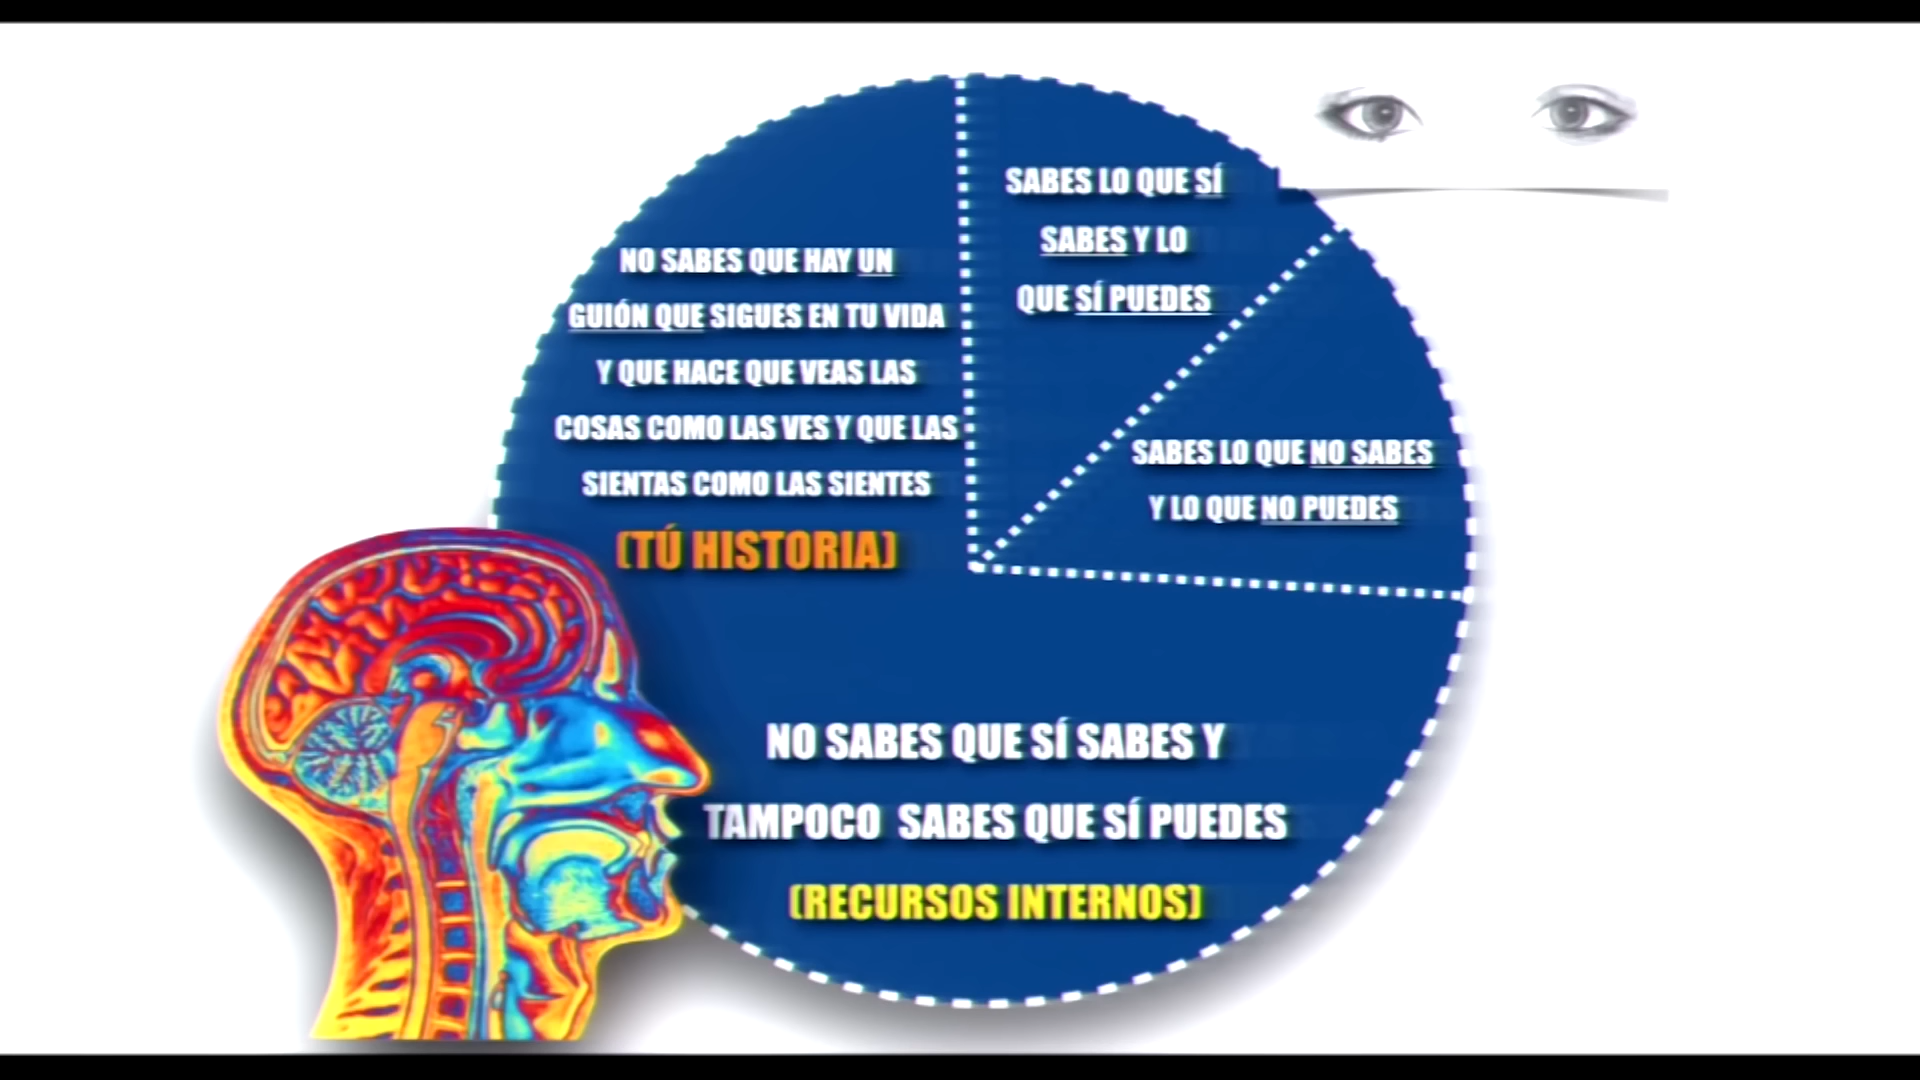 SABES LO QUE SÍ
SABES Y LO
QUE SÍ PUEDES
SABES LO QUE NO SABES
Y LO QUE NO PUEDES
NO SABES QUE HAY UN
GUIÓN QUE SIGUES EN TU VIDA
Y QUE HACE QUE VEAS LAS
COSAS COMO LAS VES Y QUE LAS
SIENTAS COMO LAS SIENTES
(TÚ HISTORIA)
NO SABES QUE SÍ SABES Y
TAMPOCO SABES QUE SÍ PUEDES
(RECURSOS INTERNOS)